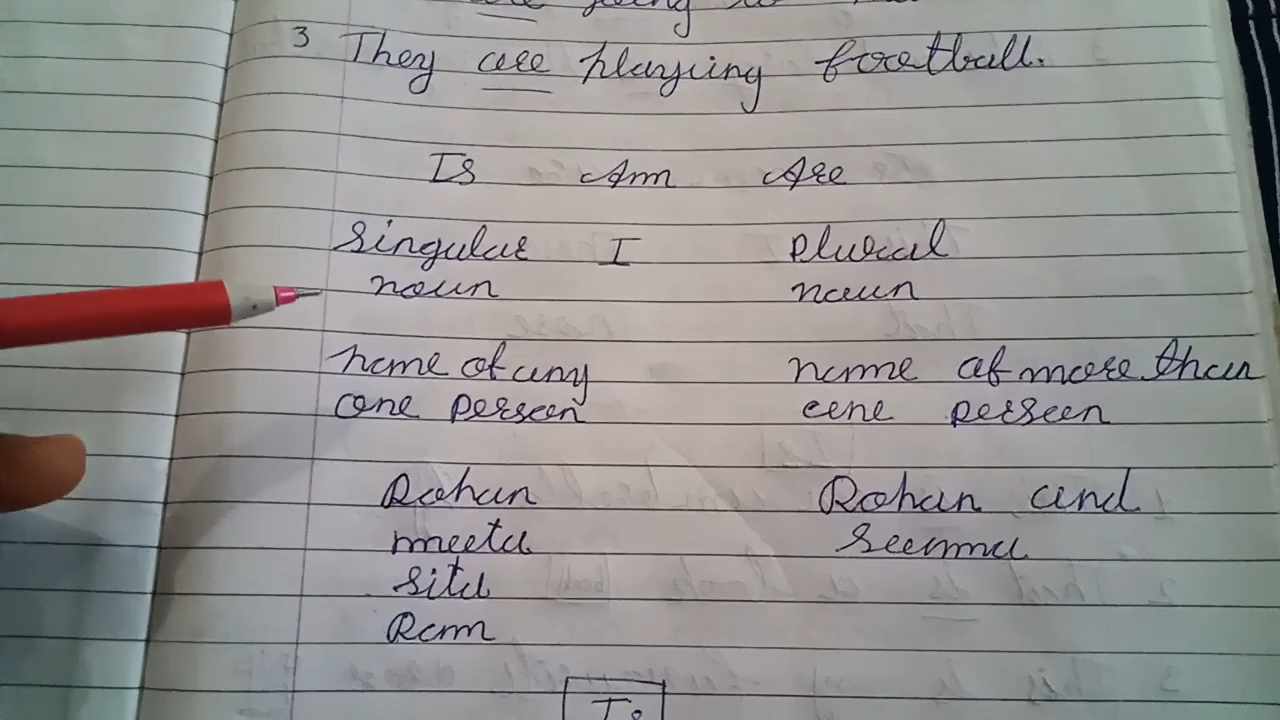 3 They are playing football.
Is Am Are
Singular I Plural
noun noun
name of any name of more than
one person one person
Rohan Rohan and
meeta Seema
Sita
Ram
Is